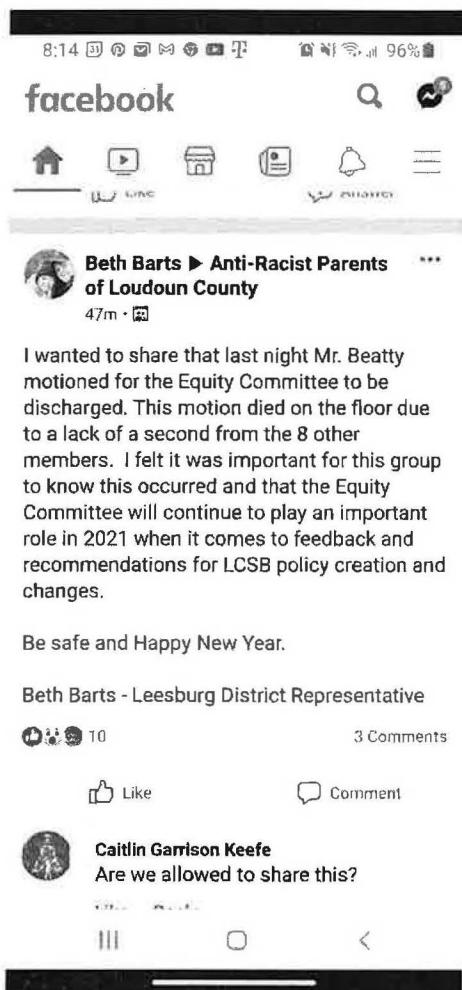 8:14
96%
facebook
Like
Answer
Beth Barts ▶ Anti-Racist Parents
of Loudoun County
47m ·
I wanted to share that last night Mr. Beatty
motioned for the Equity Committee to be
discharged. This motion died on the floor due
to a lack of a second from the 8 other
members.  I felt it was important for this group
to know this occurred and that the Equity
Committee will continue to play an important
role in 2021 when it comes to feedback and
recommendations for LCSB policy creation and
changes.
Be safe and Happy New Year.
Beth Barts - Leesburg District Representative
10
3 Comments
Like
Comment
Caitlin Garrison Keefe
Are we allowed to share this?